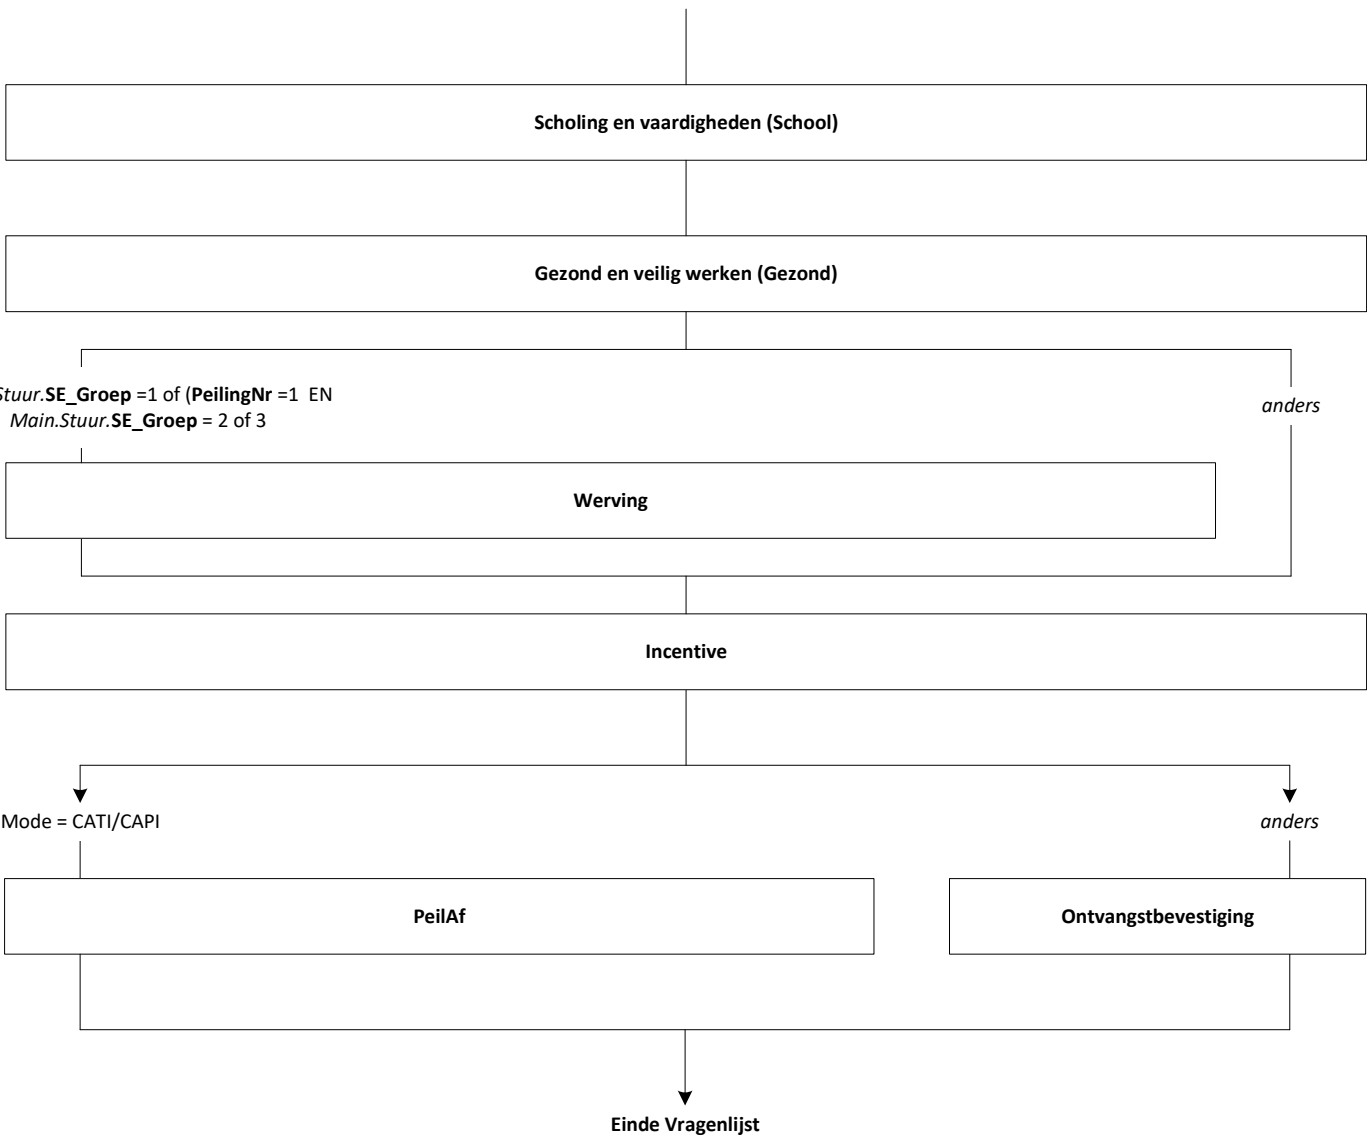 Scholing en vaardigheden (School)
Gezond en veilig werken (Gezond)
Stuur.SE_Groep =1 of (PeilingNr =1 EN
Main.Stuur.SE_Groep = 2 of 3
anders
Werving
Incentive
Mode = CATI/CAPI
anders
PeilAf
Ontvangstbevestiging
Einde Vragenlijst